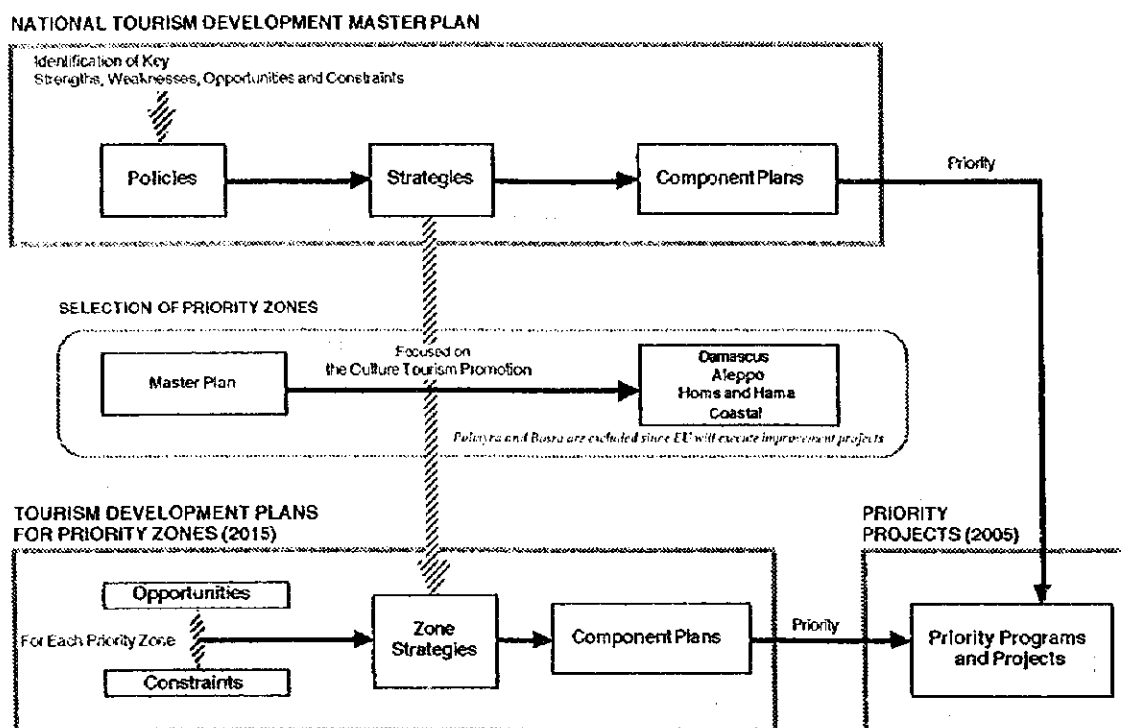 NATIONAL TOURISM DEVELOPMENT MASTER PLAN
Identification of Key
Strengths, Weaknesses, Opportunities and Constraints
Policies
Strategies
Component Plans
Priority
SELECTION OF PRIORITY ZONES
Master Plan
Focused on
the Culture Tourism Promotion
Damascus
Aleppo
Homs and Hama
Coastal
Palmyra and Bosra are excluded since EU will execute improvement projects
TOURISM DEVELOPMENT PLANS
FOR PRIORITY ZONES (2015)
PRIORITY
PROJECTS (2005)
Opportunities
For Each Priority Zone
Constraints
Zone
Strategies
Component Plans
Priority
Priority Programs
and Projects